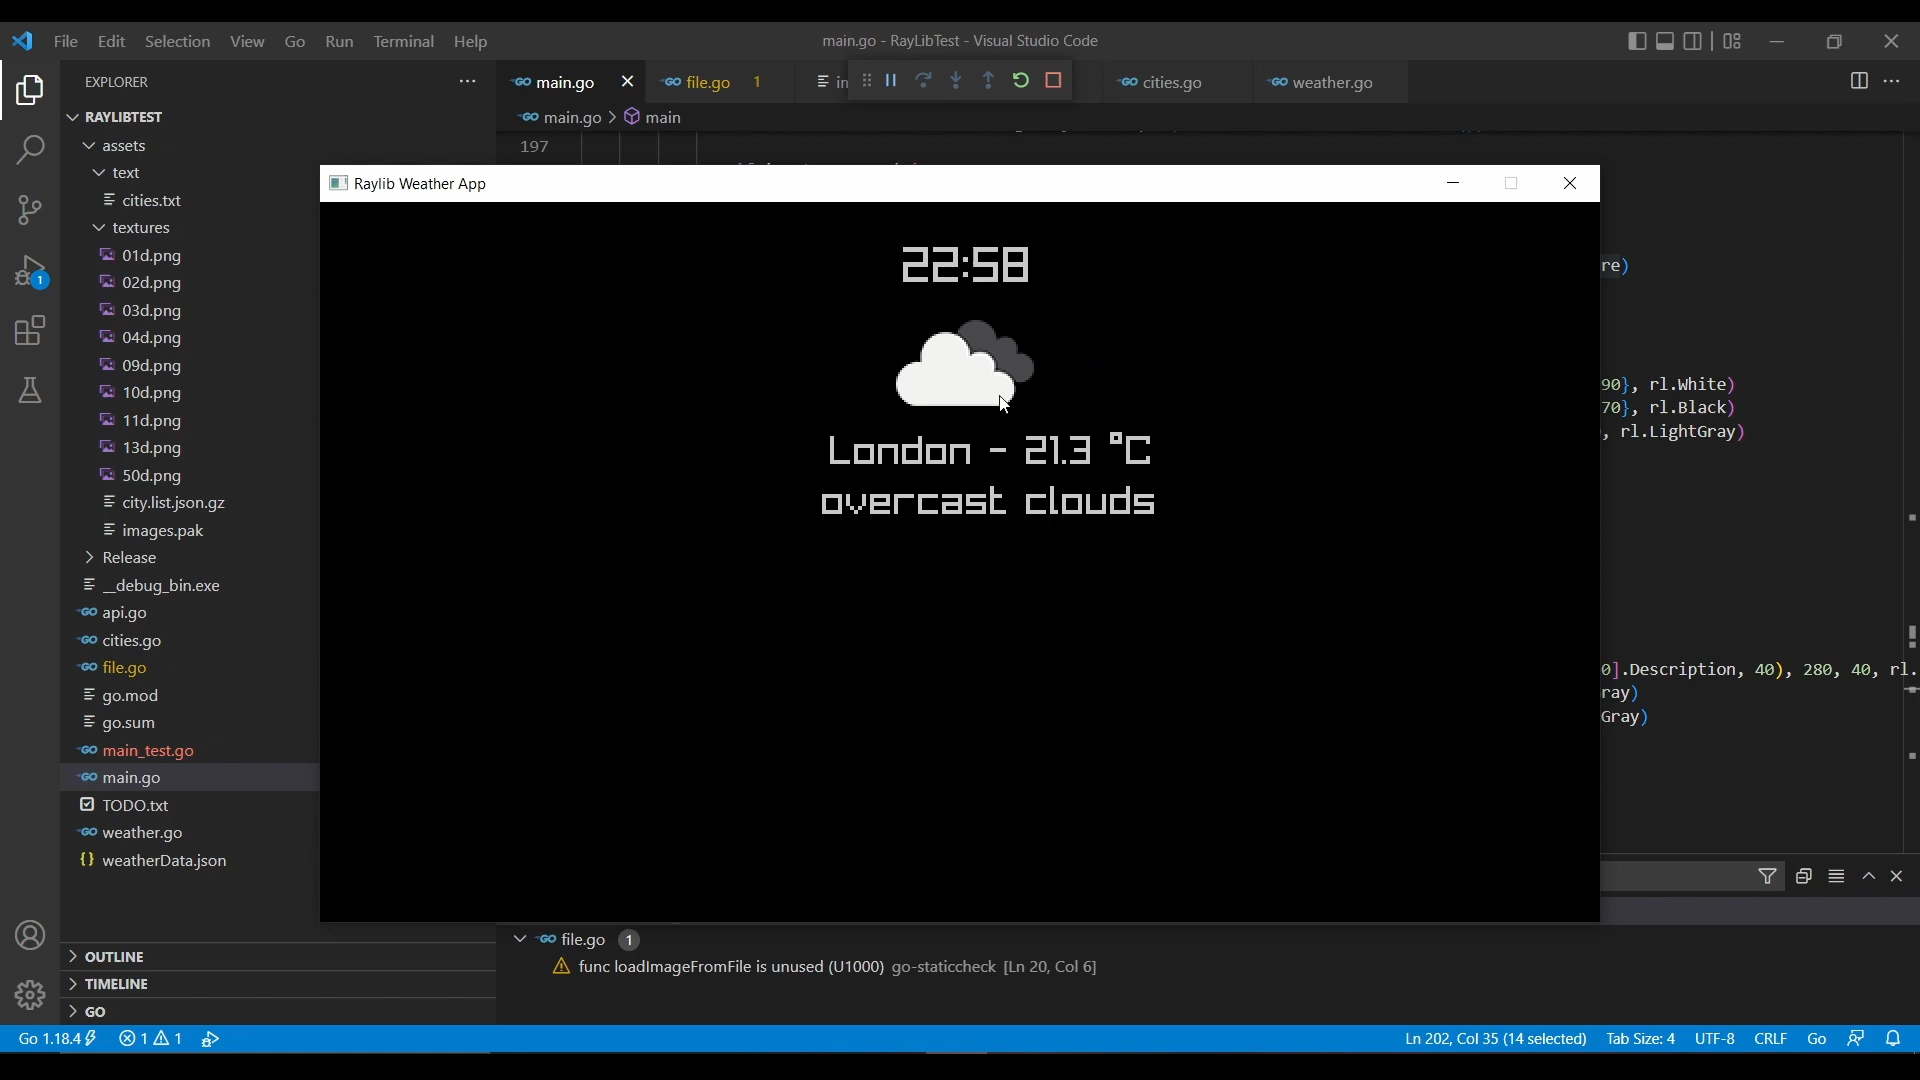 File Edit Selection View Go Run Terminal Help
main.go - RayLibTest - Visual Studio Code
EXPLORER
main.go
file.go 1
cities.go
weather.go
RAYLIBTEST
main.go > main
assets
197
text
cities.txt
textures
01d.png
02d.png
03d.png
04d.png
09d.png
10d.png
11d.png
13d.png
50d.png
city.list.json.gz
images.pak
Release
__debug_bin.exe
api.go
cities.go
file.go
go.mod
go.sum
main_test.go
main.go
TODO.txt
weather.go
weatherData.json
OUTLINE
TIMELINE
GO
1
Raylib Weather App
22:58
London - 21.3 °C
overcast clouds
re)
90}, rl.White)
70}, rl.Black)
, rl.LightGray)
0].Description, 40), 280, 40, rl.
ray)
Gray)
file.go 1
func loadImageFromFile is unused (U1000) go-staticcheck [Ln 20, Col 6]
Go 1.18.4 1 1
Ln 202, Col 35 (14 selected) Tab Size: 4 UTF-8 CRLF Go